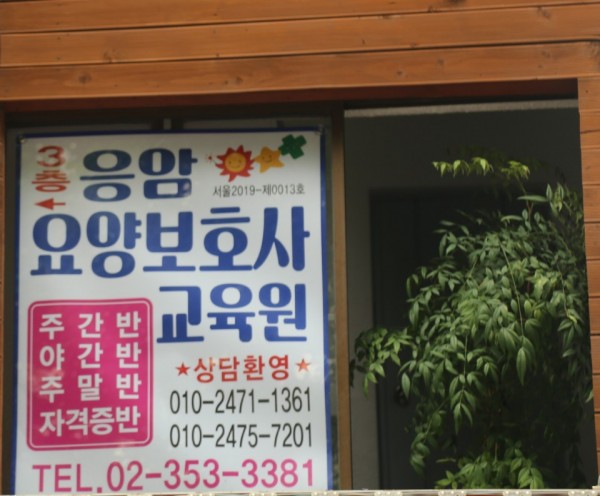 3층
응암
서울2019-제0013호
요양보호사
교육원
주간반
야간반
주말반
자격증반
★상담환영★
010-2471-1361
010-2475-7201
TEL.02-353-3381